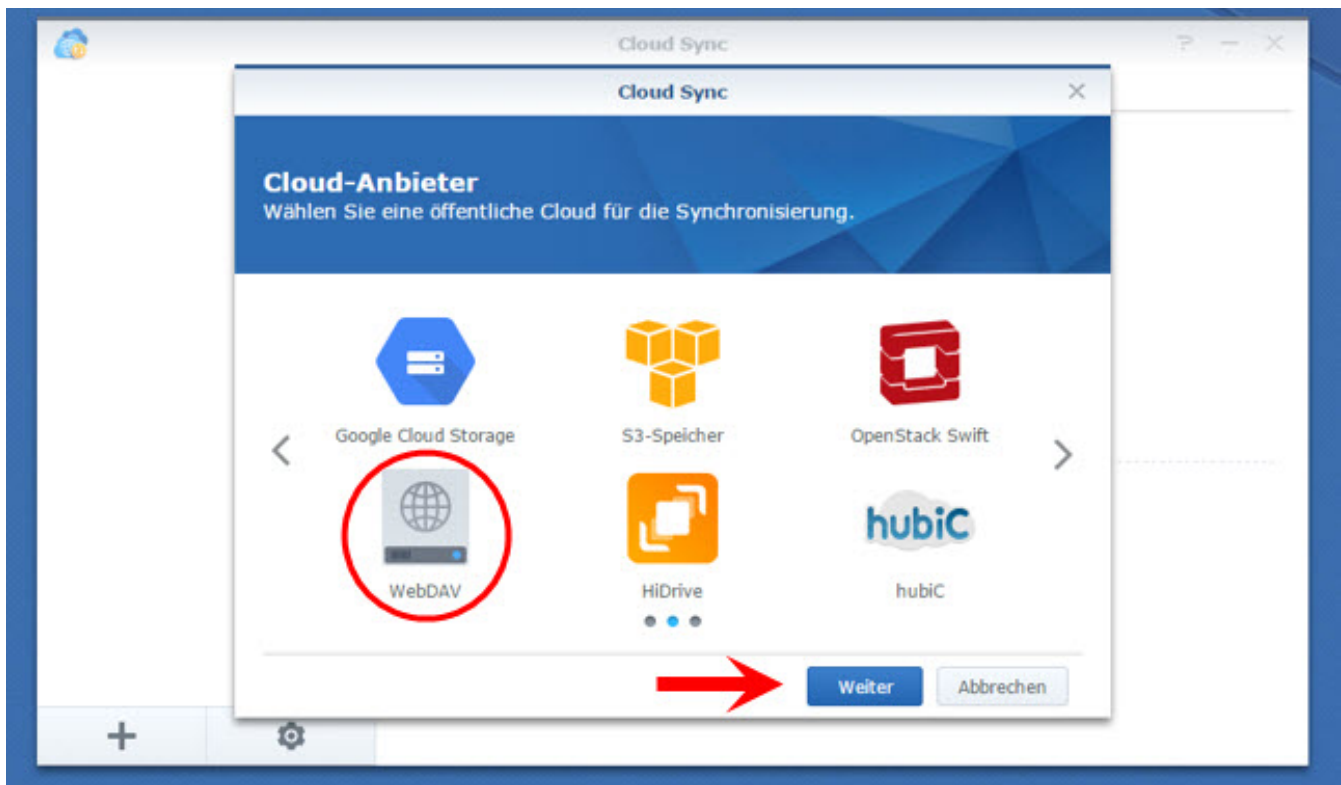 Cloud Sync
Cloud Sync
Cloud-Anbieter
Wählen Sie eine öffentliche Cloud für die Synchronisierung.
Google Cloud Storage
S3-Speicher
OpenStack Swift
hubiC
WebDAV
HiDrive
hubiC
Weiter
Abbrechen